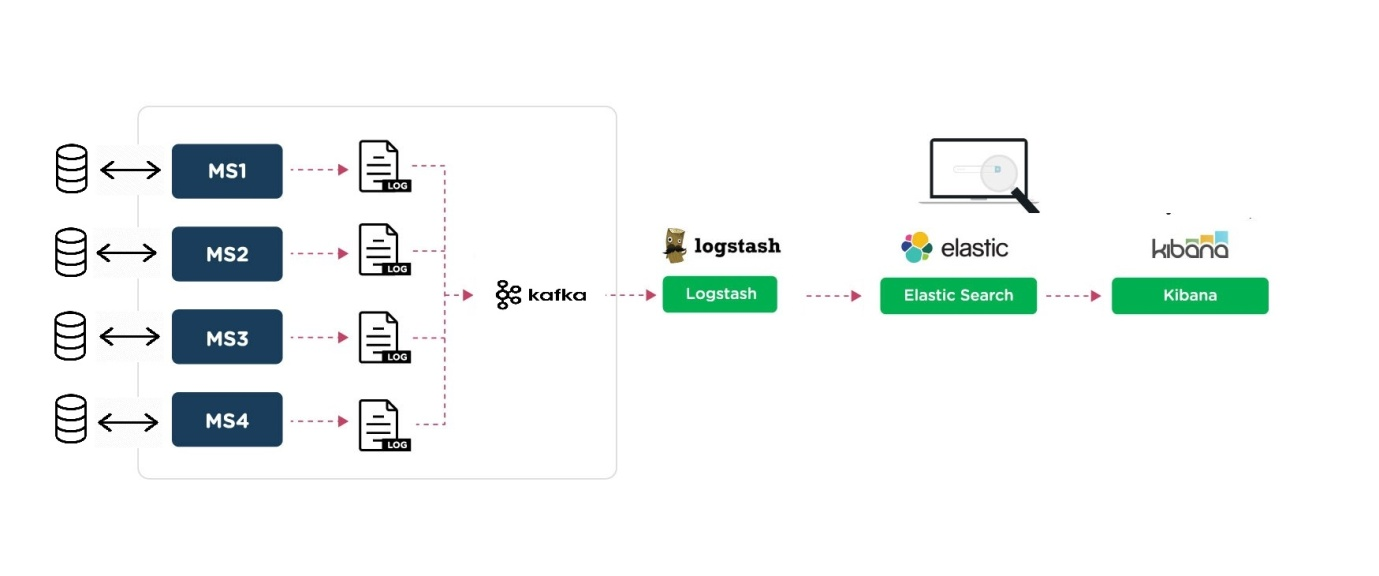 MS1
LOG
MS2
LOG
kafka
MS3
LOG
MS4
LOG
logstash
Logstash
elastic
Elastic Search
kibana
Kibana